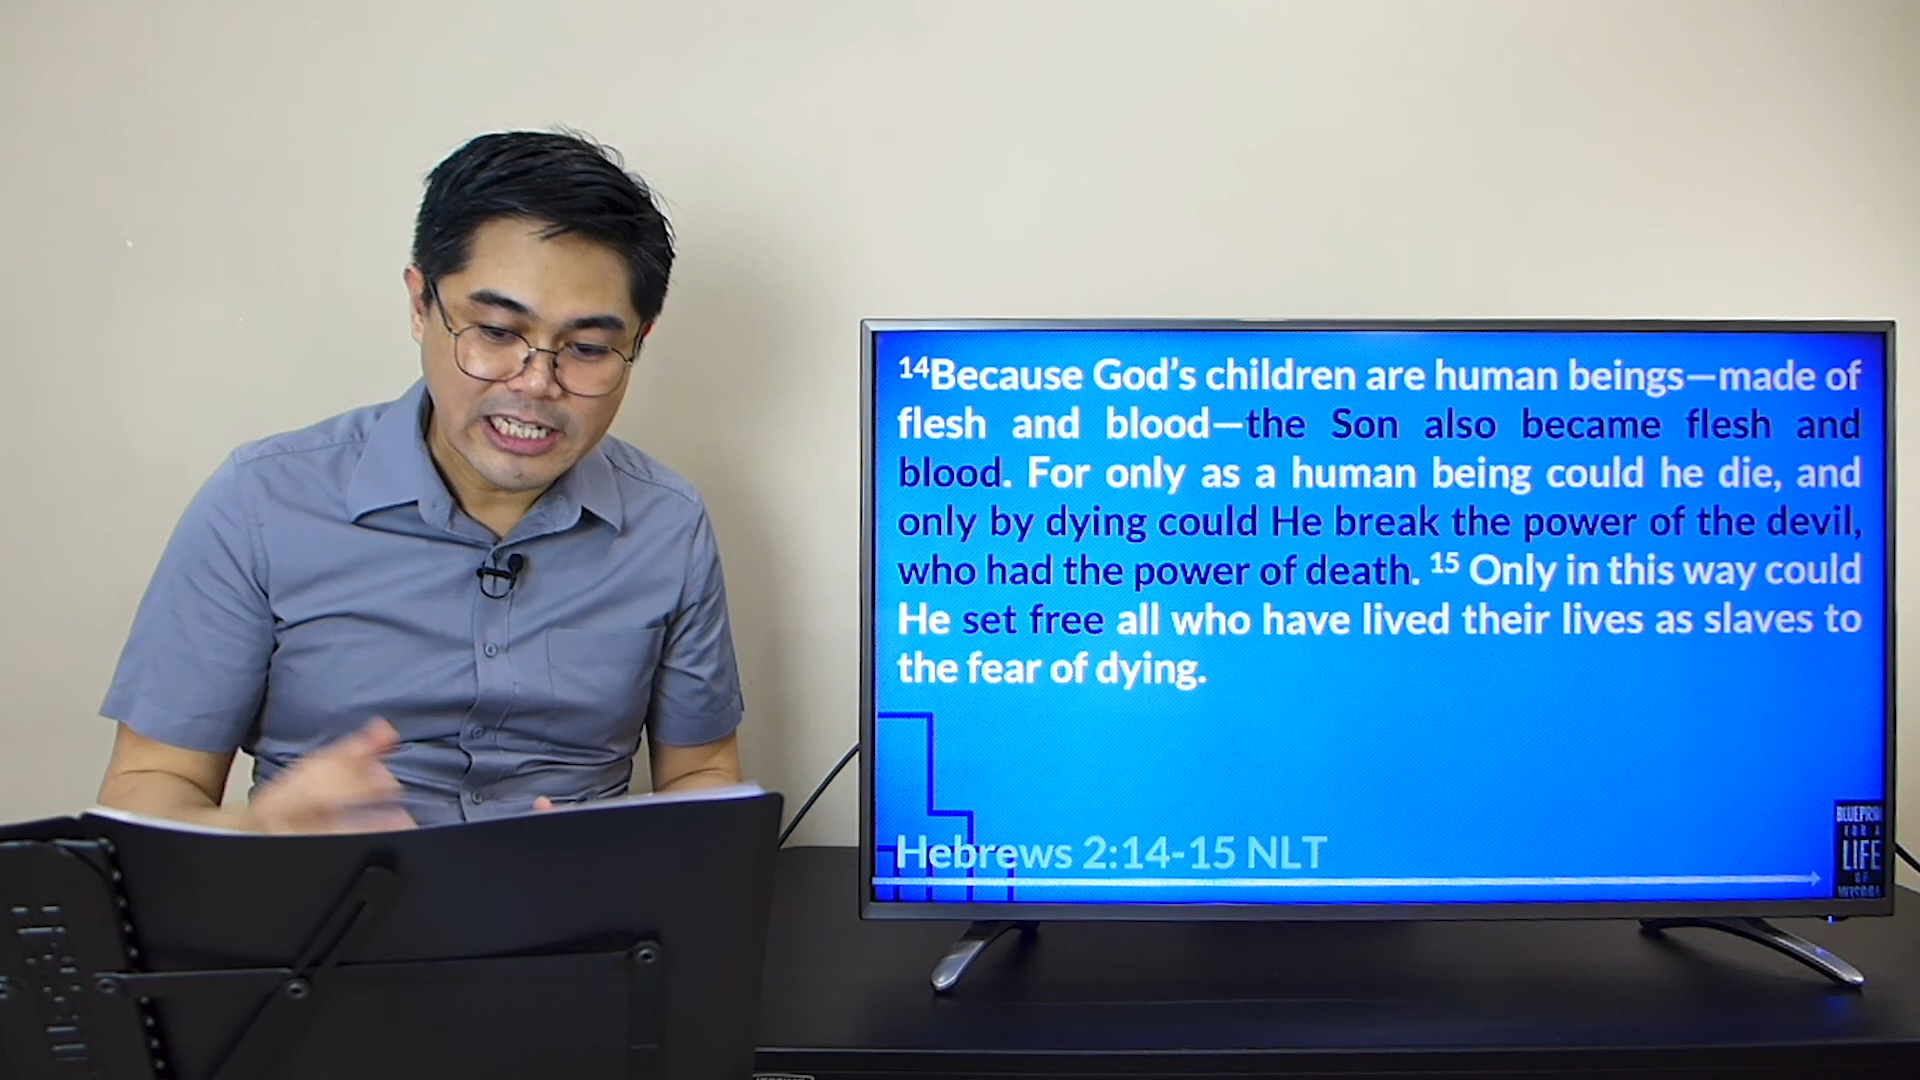 ¹⁴Because God’s children are human beings—made of
flesh and blood—the Son also became flesh and
blood. For only as a human being could he die, and
only by dying could He break the power of the devil,
who had the power of death. ¹⁵ Only in this way could
He set free all who have lived their lives as slaves to
the fear of dying.
Hebrews 2:14-15 NLT
FOR A
LIFE
OF